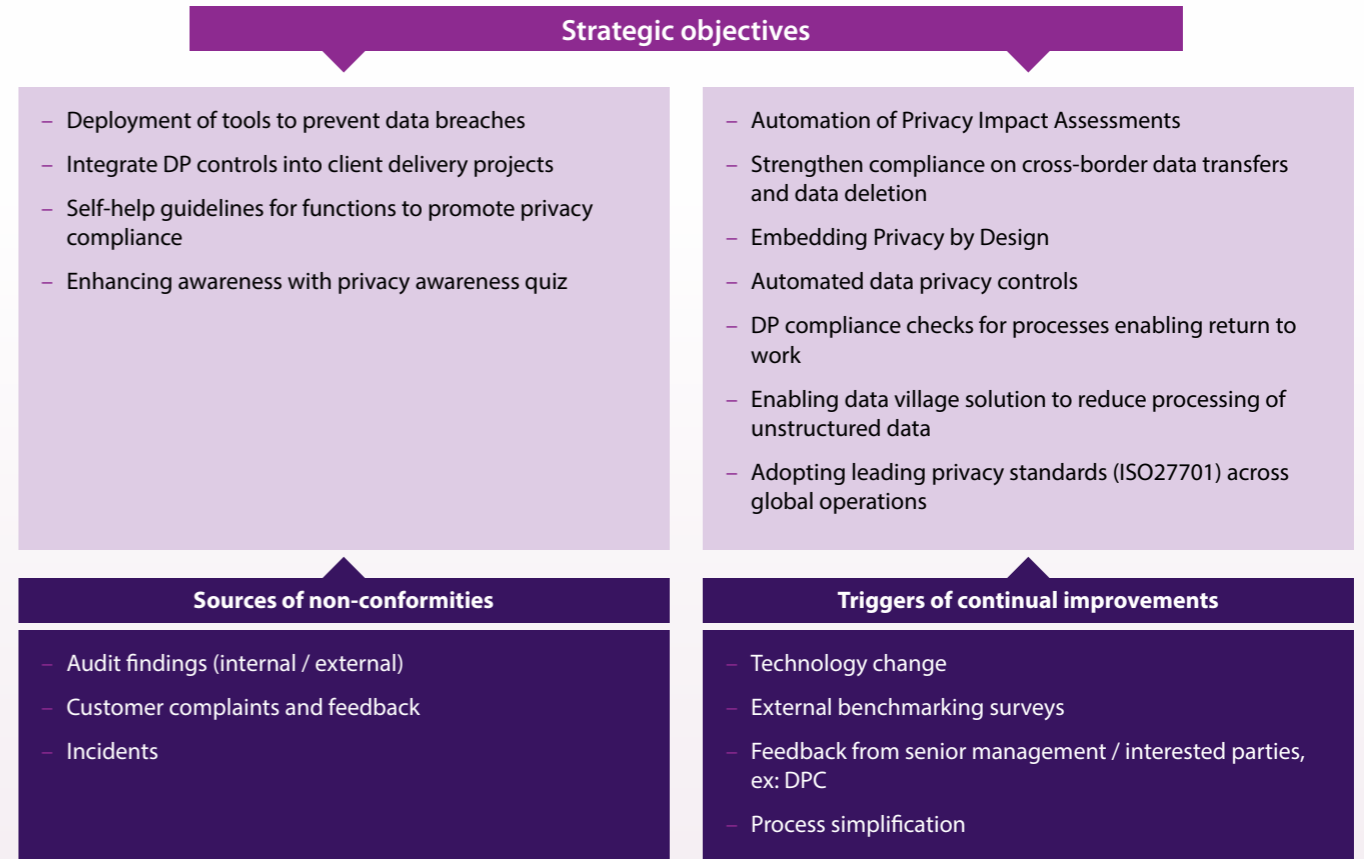 Strategic objectives
– Deployment of tools to prevent data breaches
– Integrate DP controls into client delivery projects
– Self-help guidelines for functions to promote privacy
compliance
– Enhancing awareness with privacy awareness quiz
– Automation of Privacy Impact Assessments
– Strengthen compliance on cross-border data transfers
and data deletion
– Embedding Privacy by Design
– Automated data privacy controls
– DP compliance checks for processes enabling return to
work
– Enabling data village solution to reduce processing of
unstructured data
– Adopting leading privacy standards (ISO27701) across
global operations
Sources of non-conformities
– Audit findings (internal / external)
– Customer complaints and feedback
– Incidents
Triggers of continual improvements
– Technology change
– External benchmarking surveys
– Feedback from senior management / interested parties,
ex: DPC
– Process simplification